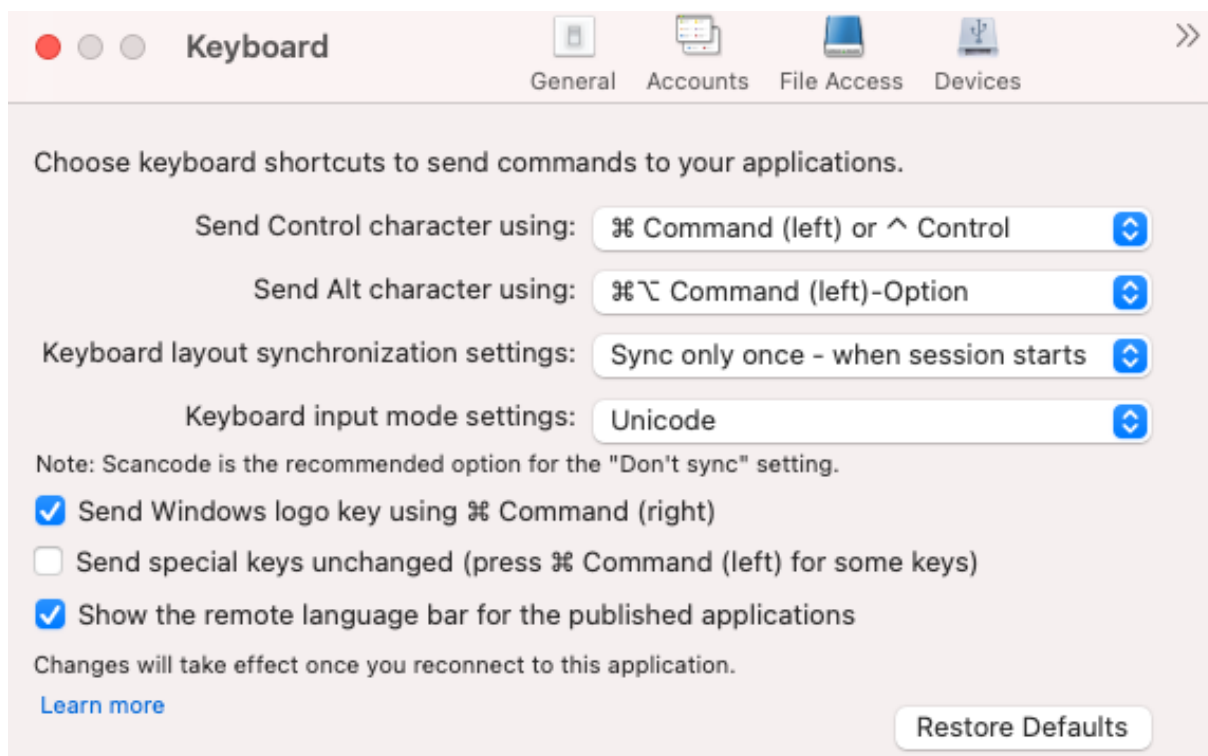 Keyboard
General
Accounts
File Access
Devices
Choose keyboard shortcuts to send commands to your applications.
Send Control character using: ⌘ Command (left) or ^ Control
Send Alt character using: ⌘⌥ Command (left)-Option
Keyboard layout synchronization settings: Sync only once - when session starts
Keyboard input mode settings: Unicode
Note: Scancode is the recommended option for the "Don't sync" setting.
Send Windows logo key using ⌘ Command (right)
Send special keys unchanged (press ⌘ Command (left) for some keys)
Show the remote language bar for the published applications
Changes will take effect once you reconnect to this application.
Learn more
Restore Defaults